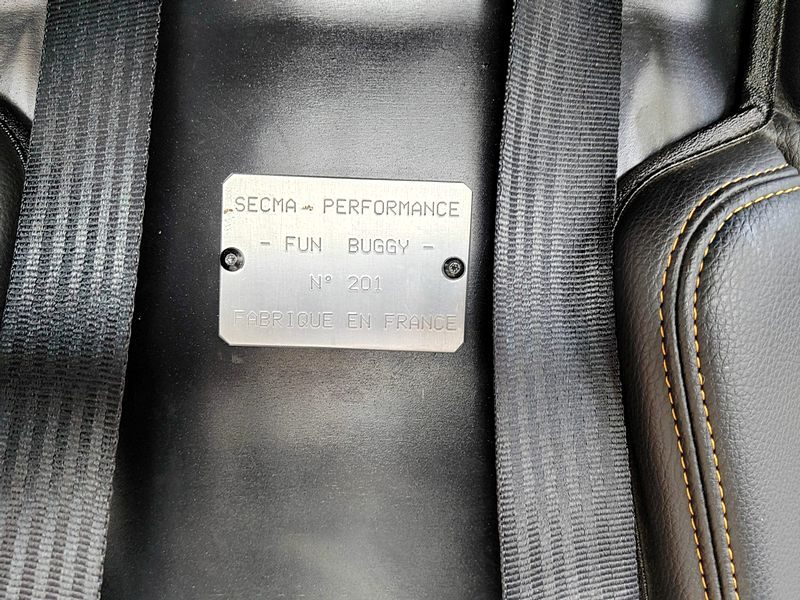 SECMA - PERFORMANCE
- FUN BUGGY -
N° 201
FABRIQUE EN FRANCE